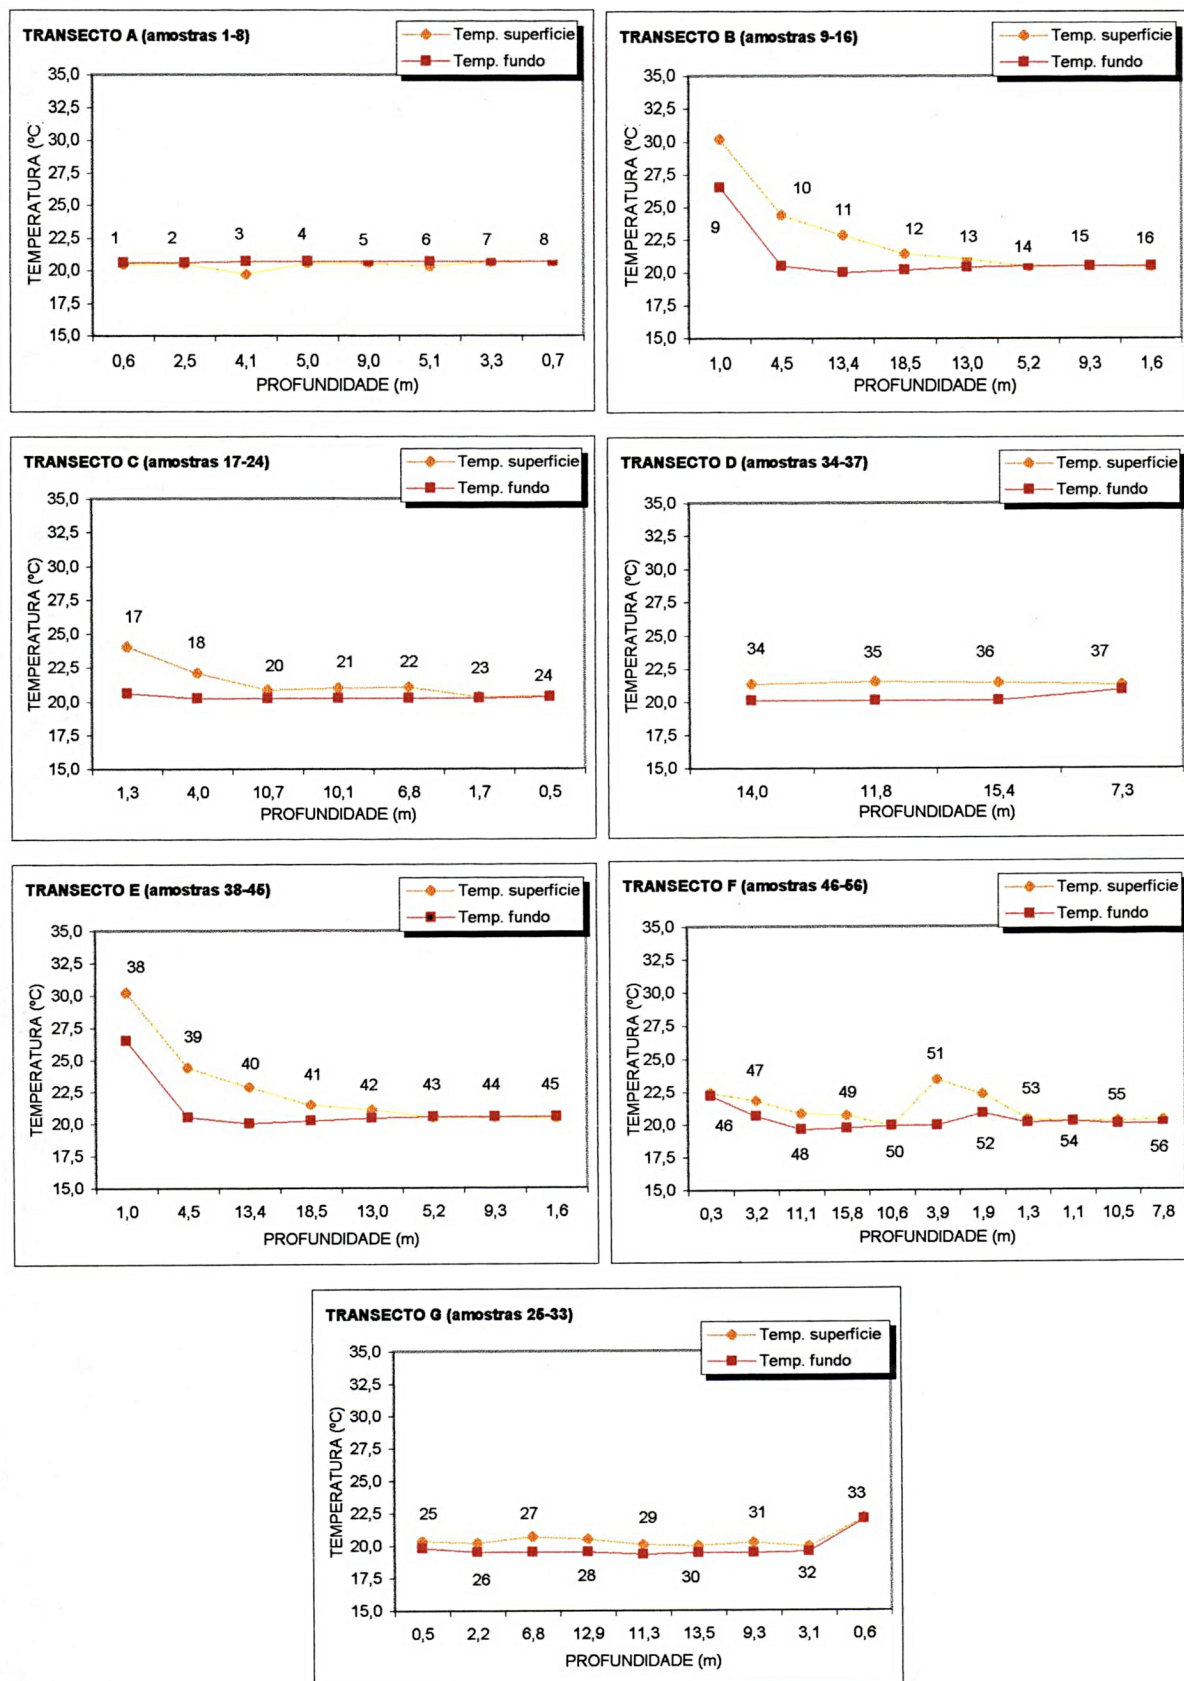 TRANSECTO A (amostras 1-8)
Temp. superfície
Temp. fundo
TEMPERATURA (ºC)
35,0
32,5
30,0
27,5
25,0
22,5
20,0
17,5
15,0
1 2 3 4 5 6 7 8
0,6 2,5 4,1 5,0 9,0 5,1 3,3 0,7
PROFUNDIDADE (m)
TRANSECTO B (amostras 9-16)
Temp. superfície
Temp. fundo
TEMPERATURA (ºC
35,0
32,5
30,0
27,5
25,0
22,5
20,0
17,5
15,0
9 10 11 12 13 14 15 16
1,0 4,5 13,4 18,5 13,0 5,2 9,3 1,6
PROFUNDIDADE (m)
TRANSECTO C (amostras 17-24)
Temp. superfície
Temp. fundo
TEMPERATURA (ºC)
35,0
32,5
30,0
27,5
25,0
22,5
20,0
17,5
15,0
17 18 20 21 22 23 24
1,3 4,0 10,7 10,1 6,8 1,7 0,5
PROFUNDIDADE (m)
TRANSECTO D (amostras 34-37)
Temp. superfície
Temp. fundo
TEMPERATURA (ºC)
35,0
32,5
30,0
27,5
25,0
22,5
20,0
17,5
15,0
34 35 36 37
14,0 11,8 15,4 7,3
PROFUNDIDADE (m)
TRANSECTO E (amostras 38-45)
Temp. superfície
Temp. fundo
TEMPERATURA (ºC)
35,0
32,5
30,0
27,5
25,0
22,5
20,0
17,5
15,0
38 39 40 41 42 43 44 45
1,0 4,5 13,4 18,5 13,0 5,2 9,3 1,6
PROFUNDIDADE (m)
TRANSECTO F (amostras 46-56)
Temp. superfície
Temp. fundo
TEMPERATURA (ºC)
35,0
32,5
30,0
27,5
25,0
22,5
20,0
17,5
15,0
46 47 48 49 50 51 52 53 54 55 56
0,3 3,2 11,1 15,8 10,6 3,9 1,9 1,3 1,1 10,5 7,8
PROFUNDIDADE (m)
TRANSECTO G (amostras 25-33)
Temp. superfície
Temp. fundo
TEMPERATURA (ºC)
35,0
32,5
30,0
27,5
25,0
22,5
20,0
17,5
15,0
25 26 27 28 29 30 31 32 33
0,5 2,2 6,8 12,9 11,3 13,5 9,3 3,1 0,6
PROFUNDIDADE (m)